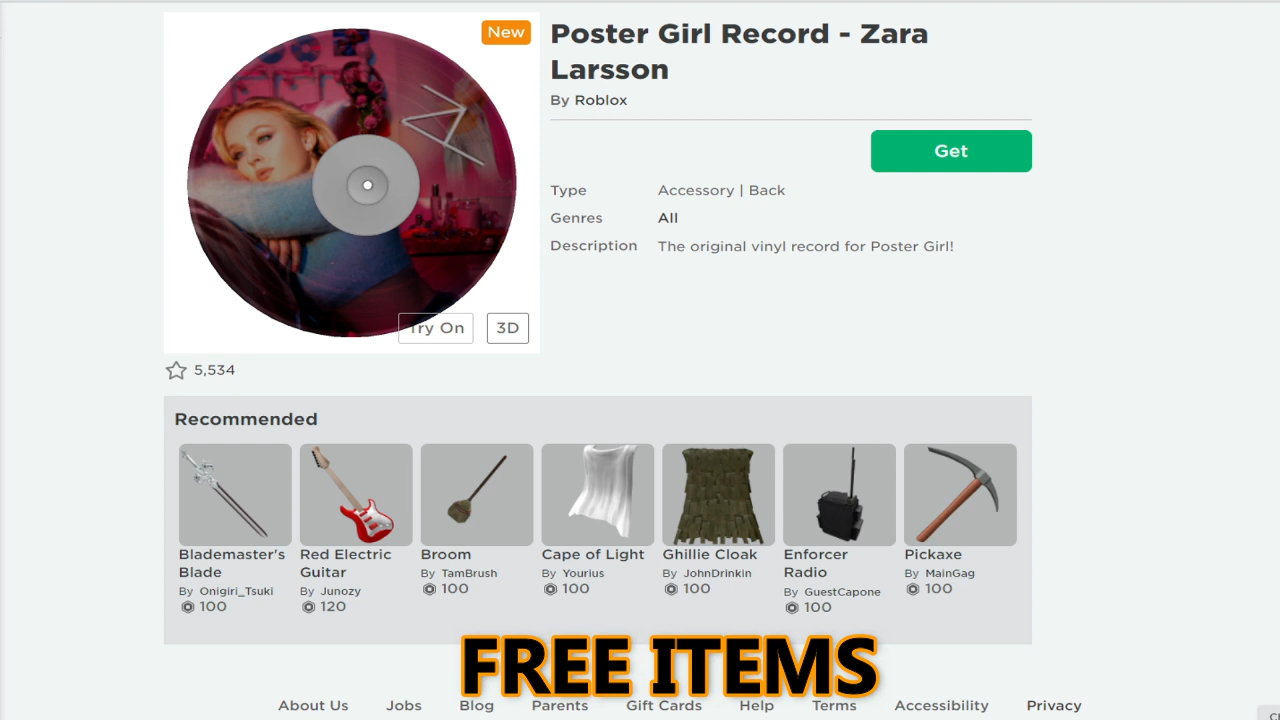 New
Poster Girl Record - Zara
Larsson
By Roblox
Get
Type Accessory | Back
Genres All
Description The original vinyl record for Poster Girl!
Try On 3D
5,534
Recommended
Blademaster's
Blade
By Onigiri_Tsuki
100
Red Electric
Guitar
By Junozy
120
Broom
By TamBrush
100
Cape of Light
By Yourius
100
Ghillie Cloak
By JohnDrinkin
100
Enforcer
Radio
By GuestCapone
100
Pickaxe
By MainGag
100
FREE ITEMS
About Us Jobs Blog Parents Gift Cards Help Terms Accessibility Privacy